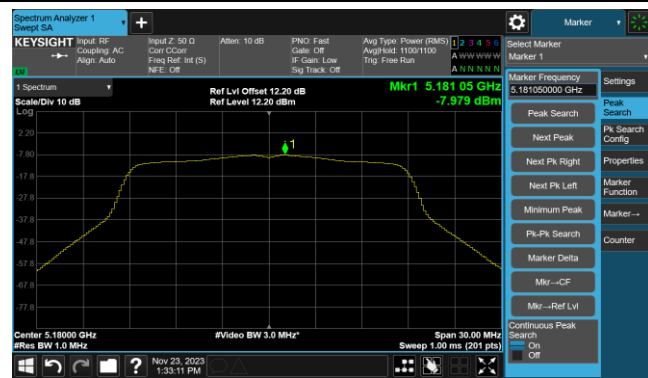 Spectrum Analyzer 1
Swept SA
+
Marker
KEYSIGHT
Input: RF
Coupling: AC
Align: Auto
Input Z: 50 Ω
Corr CCorr
Freq Ref: Int (S)
NFE: Off
Atten: 10 dB
PNO: Fast
Gate: Off
IF Gain: Low
Sig Track: Off
Avg Type: Power (RMS)
Avg|Hold: 1100/1100
Trig: Free Run
1 2 3 4 5 6
A W W W W W
A N N N N N
LV
Select Marker
Marker 1
1 Spectrum
Scale/Div 10 dB
Ref Lvl Offset 12.20 dB
Ref Level 12.20 dBm
Mkr1 5.181 05 GHz
-7.979 dBm
Log
2.20
-7.80
-17.8
-27.8
-37.8
-47.8
-57.8
-67.8
-77.8
1
Center 5.18000 GHz
#Res BW 1.0 MHz
#Video BW 3.0 MHz*
Span 30.00 MHz
Sweep 1.00 ms (201 pts)
Marker Frequency
5.181050000 GHz
Peak Search
Next Peak
Next Pk Right
Next Pk Left
Minimum Peak
Pk-Pk Search
Marker Delta
Mkr→CF
Mkr→Ref Lvl
Continuous Peak
Search
On
Off
Settings
Peak
Search
Pk Search
Config
Properties
Marker
Function
Marker→
Counter
?
Nov 23, 2023
1:33:11 PM